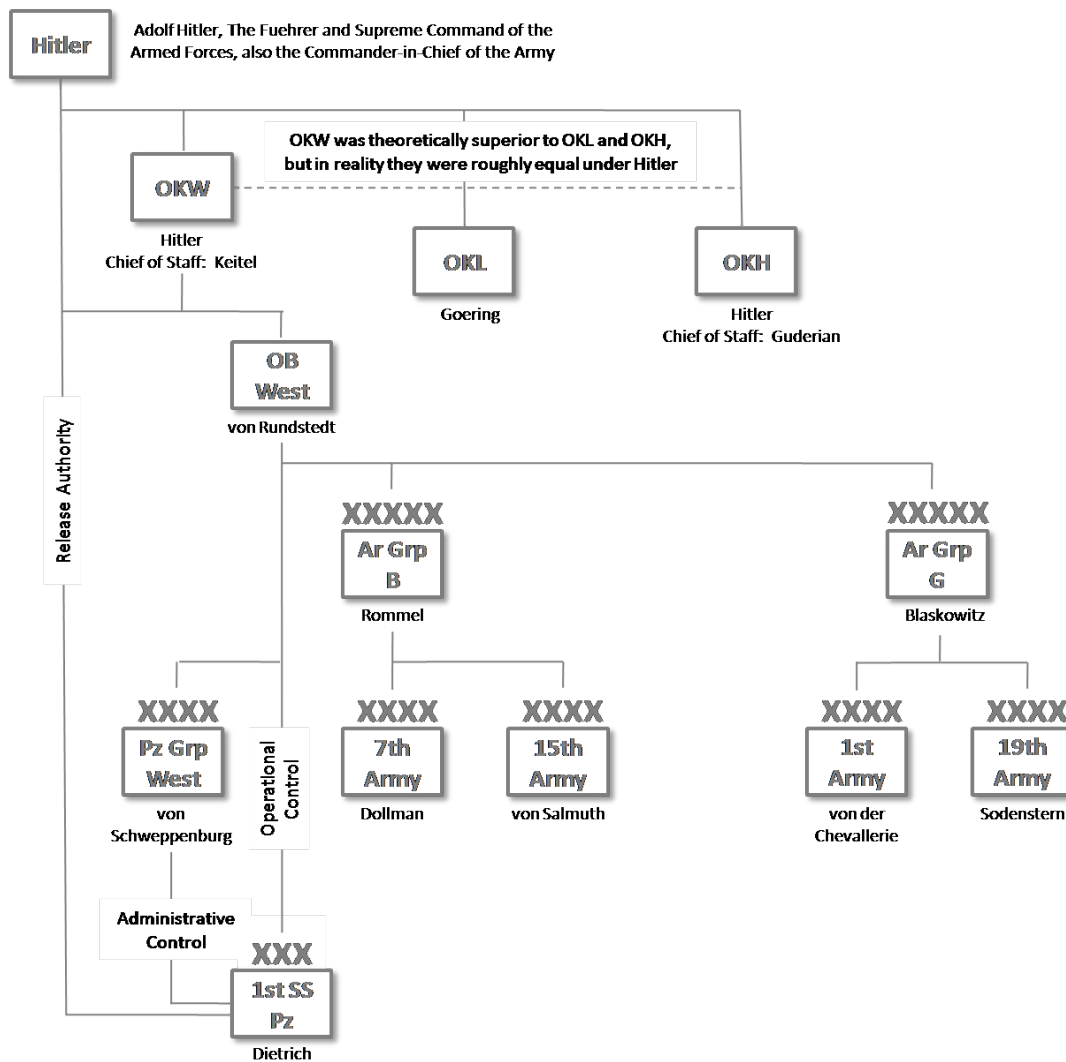 Hitler
Adolf Hitler, The Fuehrer and Supreme Command of the
Armed Forces, also the Commander-in-Chief of the Army
OKW was theoretically superior to OKL and OKH,
but in reality they were roughly equal under Hitler
OKW
Hitler
Chief of Staff: Keitel
OKL
Goering
OKH
Hitler
Chief of Staff: Guderian
OB
West
von Rundstedt
Release Authority
XXXXX
Ar Grp
B
Rommel
XXXXX
Ar Grp
G
Blaskowitz
XXXX
Pz Grp
West
von
Schweppenburg
Operational
Control
XXXX
7th
Army
Dollman
XXXX
15th
Army
von Salmuth
XXXX
1st
Army
von der
Chevallerie
XXXX
19th
Army
Sodenstern
Administrative
Control
XXX
1st SS
Pz
Dietrich